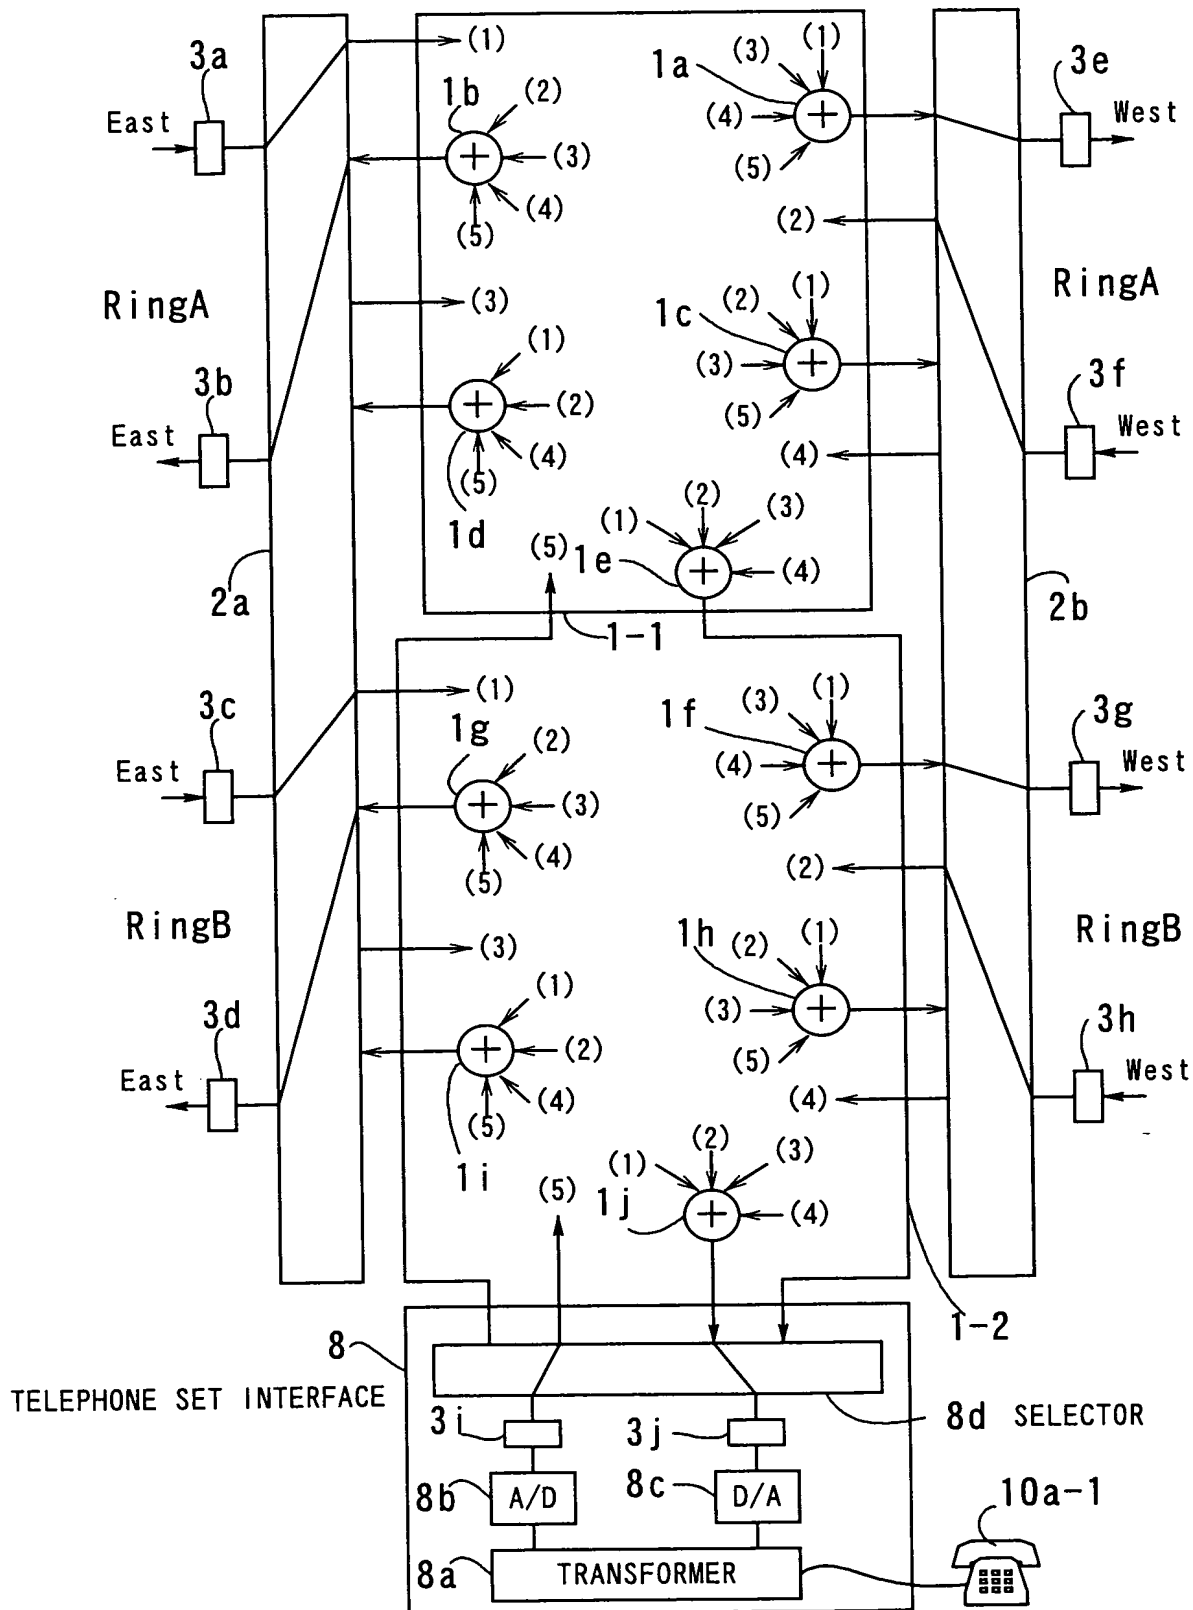 3a
(1)
(3) (1)
3e
East
1b
(2)
1a
(4)
West
(3)
(5)
(4)
(5)
(2)
RingA
(3)
(2) (1)
1c
RingA
3b
(1)
(3)
3f
East
(2)
(5)
West
(4)
(5)
(4)
1d
(1) (2) (3)
(5)
1e
(4)
2a
2b
1-1
3c
(1)
(3) (1)
1f
3g
East
1g
(2)
(4)
West
(3)
(5)
(4)
(5)
(2)
RingB
(3)
1h
(2) (1)
RingB
3d
(1)
(3)
3h
East
(2)
(5)
West
(4)
(5)
(4)
1i
(1) (2) (3)
(5)
1j
(4)
8
1-2
TELEPHONE SET INTERFACE
3i
3j
8d SELECTOR
8b
A/D
8c
D/A
10a-1
8a
TRANSFORMER